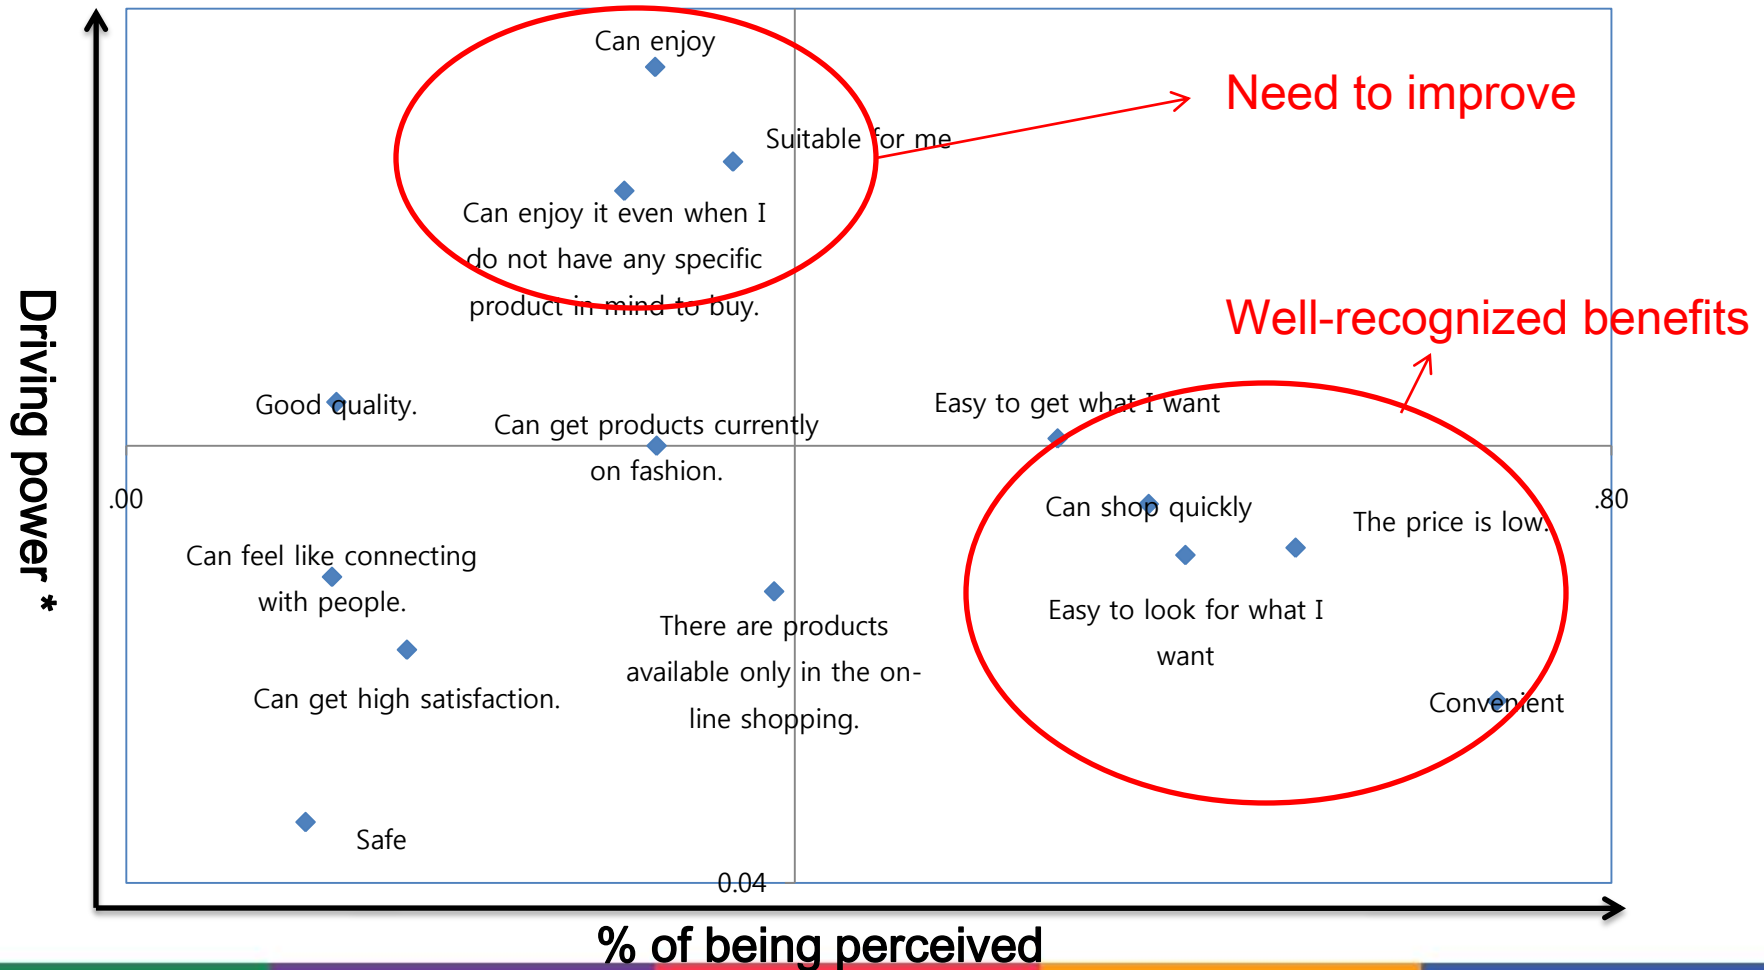 Can enjoy
Need to improve
Suitable for me
Can enjoy it even when I
do not have any specific
product in mind to buy.
Well-recognized benefits
Driving power *
Good quality.
Easy to get what I want
Can get products currently
on fashion.
.00
.80
Can shop quickly
The price is low.
Can feel like connecting
with people.
Easy to look for what I
want
There are products
available only in the on-
line shopping.
Can get high satisfaction.
Convenient
Safe
0.04
% of being perceived